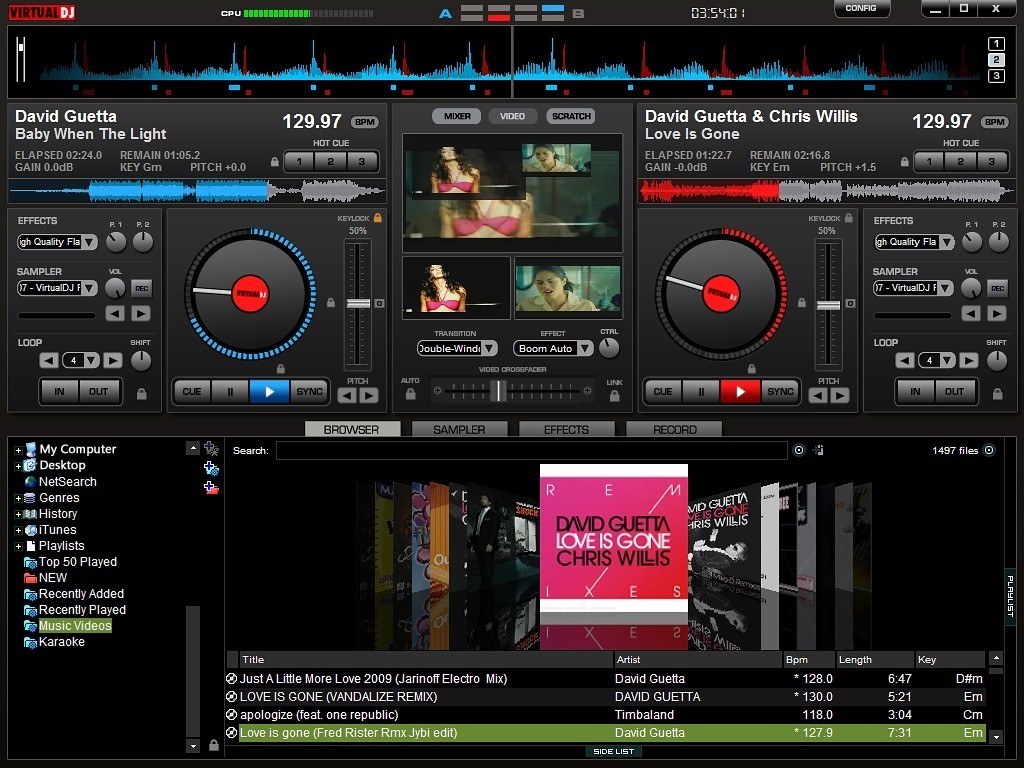 VIRTUAL DJ
CPU
A
B
03:54:01
CONFIG
X
1
2
3
David Guetta
Baby When The Light
129.97 BPM
HOT CUE
ELAPSED 02:24.0 REMAIN 01:05.2
GAIN 0.0dB KEY Gm PITCH +0.0
1 2 3
MIXER VIDEO SCRATCH
David Guetta & Chris Willis
Love Is Gone
129.97 BPM
HOT CUE
ELAPSED 01:22.7 REMAIN 02:16.8
GAIN -0.0dB KEY Em PITCH +1.5
1 2 3
EFFECTS P. 1 P. 2
gh Quality Fla
SAMPLER VOL
07 - VirtualDJ F REC
LOOP SHIFT
4
IN OUT
KEYLOCK
50%
VIRTUAL DJ
CUE II SYNC
PITCH
TRANSITION EFFECT CTRL
Double-Wind Boom Auto
VIDEO CROSSFADER
AUTO LINK
KEYLOCK
50%
VIRTUAL DJ
CUE II SYNC
PITCH
EFFECTS P. 1 P. 2
gh Quality Fla
SAMPLER VOL
07 - VirtualDJ F REC
LOOP SHIFT
4
IN OUT
BROWSER SAMPLER EFFECTS RECORD
My Computer
Desktop
NetSearch
Genres
History
iTunes
Playlists
Top 50 Played
NEW
Recently Added
Recently Played
Music Videos
Karaoke
Search:
1497 files
R E M
DAVID GUETTA
LOVE IS GONE
CHRIS WILLIS
I X E S
DAVID GUETTA
LOVE IS GONE
CHRIS WILLIS
PLAYLIST
Title Artist Bpm Length Key
Just A Little More Love 2009 (Jarinoff Electro Mix) David Guetta * 128.0 6:47 D#m
LOVE IS GONE (VANDALIZE REMIX) DAVID GUETTA * 130.0 5:21 Em
apologize (feat. one republic) Timbaland 118.0 3:04 Cm
Love is gone (Fred Rister Rmx Jybi edit) David Guetta * 127.9 7:31 Em
SIDE LIST